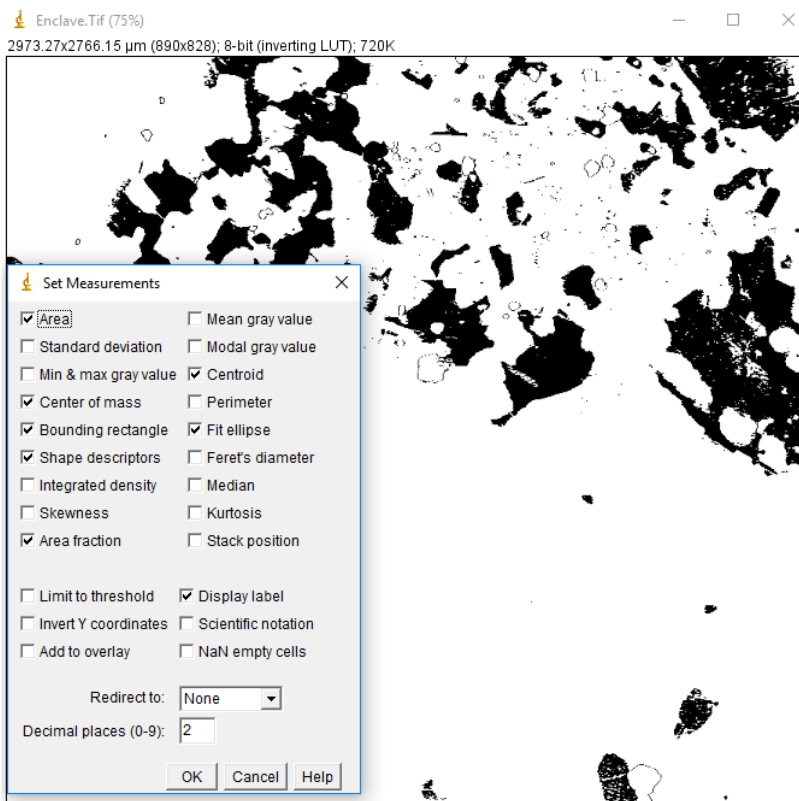 Enclave.Tif (75%)
2973.27x2766.15 µm (890x828); 8-bit (inverting LUT); 720K
Set Measurements
Area Mean gray value
Standard deviation Modal gray value
Min & max gray value Centroid
Center of mass Perimeter
Bounding rectangle Fit ellipse
Shape descriptors Feret's diameter
Integrated density Median
Skewness Kurtosis
Area fraction Stack position
Limit to threshold Display label
Invert Y coordinates Scientific notation
Add to overlay NaN empty cells
Redirect to: None
Decimal places (0-9): 2
OK Cancel Help